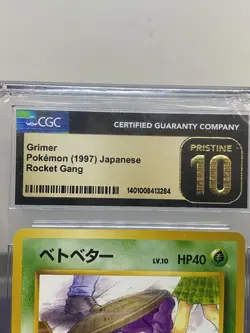 CGC
CERTIFIED GUARANTY COMPANY
Grimer
Pokémon (1997) Japanese
Rocket Gang
1401008413284
PRISTINE
10
ベトベター
LV.10 HP40